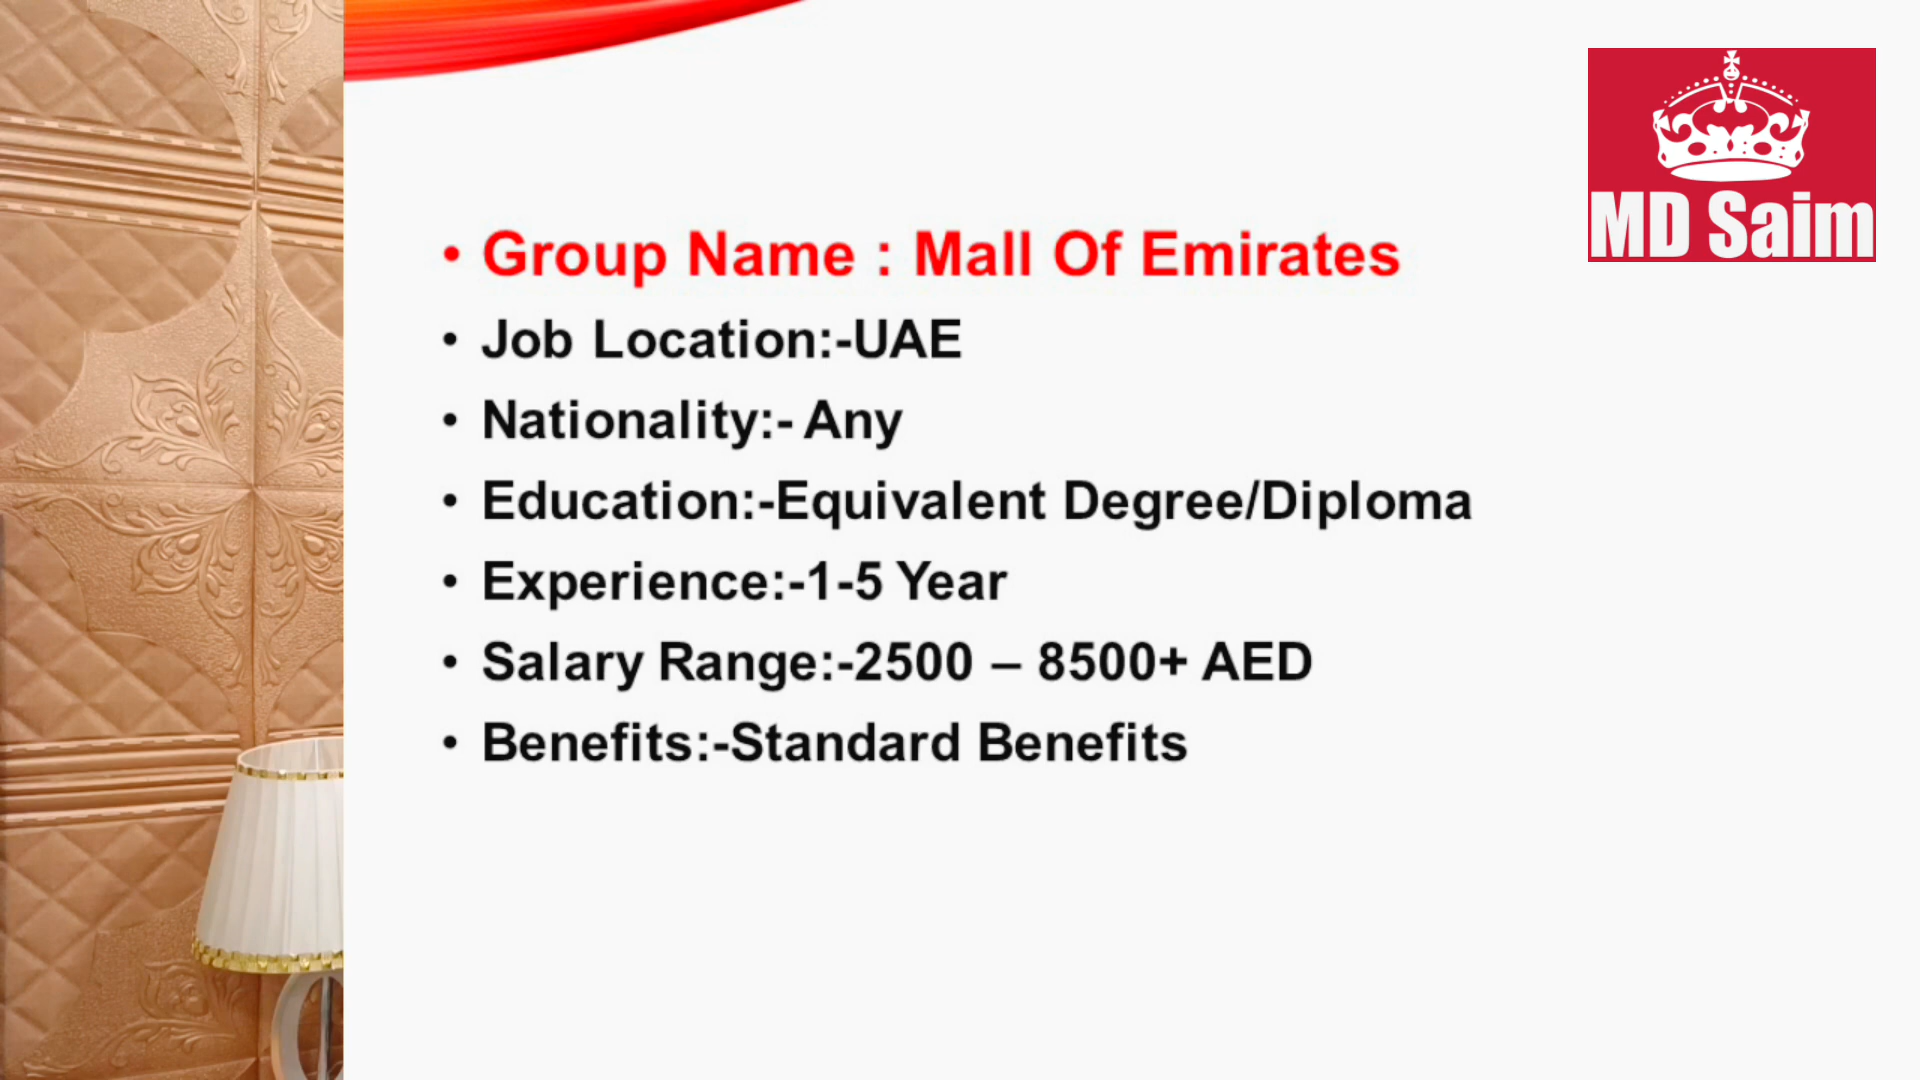 MD Saim
• Group Name : Mall Of Emirates
• Job Location:-UAE
• Nationality:- Any
• Education:-Equivalent Degree/Diploma
• Experience:-1-5 Year
• Salary Range:-2500 – 8500+ AED
• Benefits:-Standard Benefits